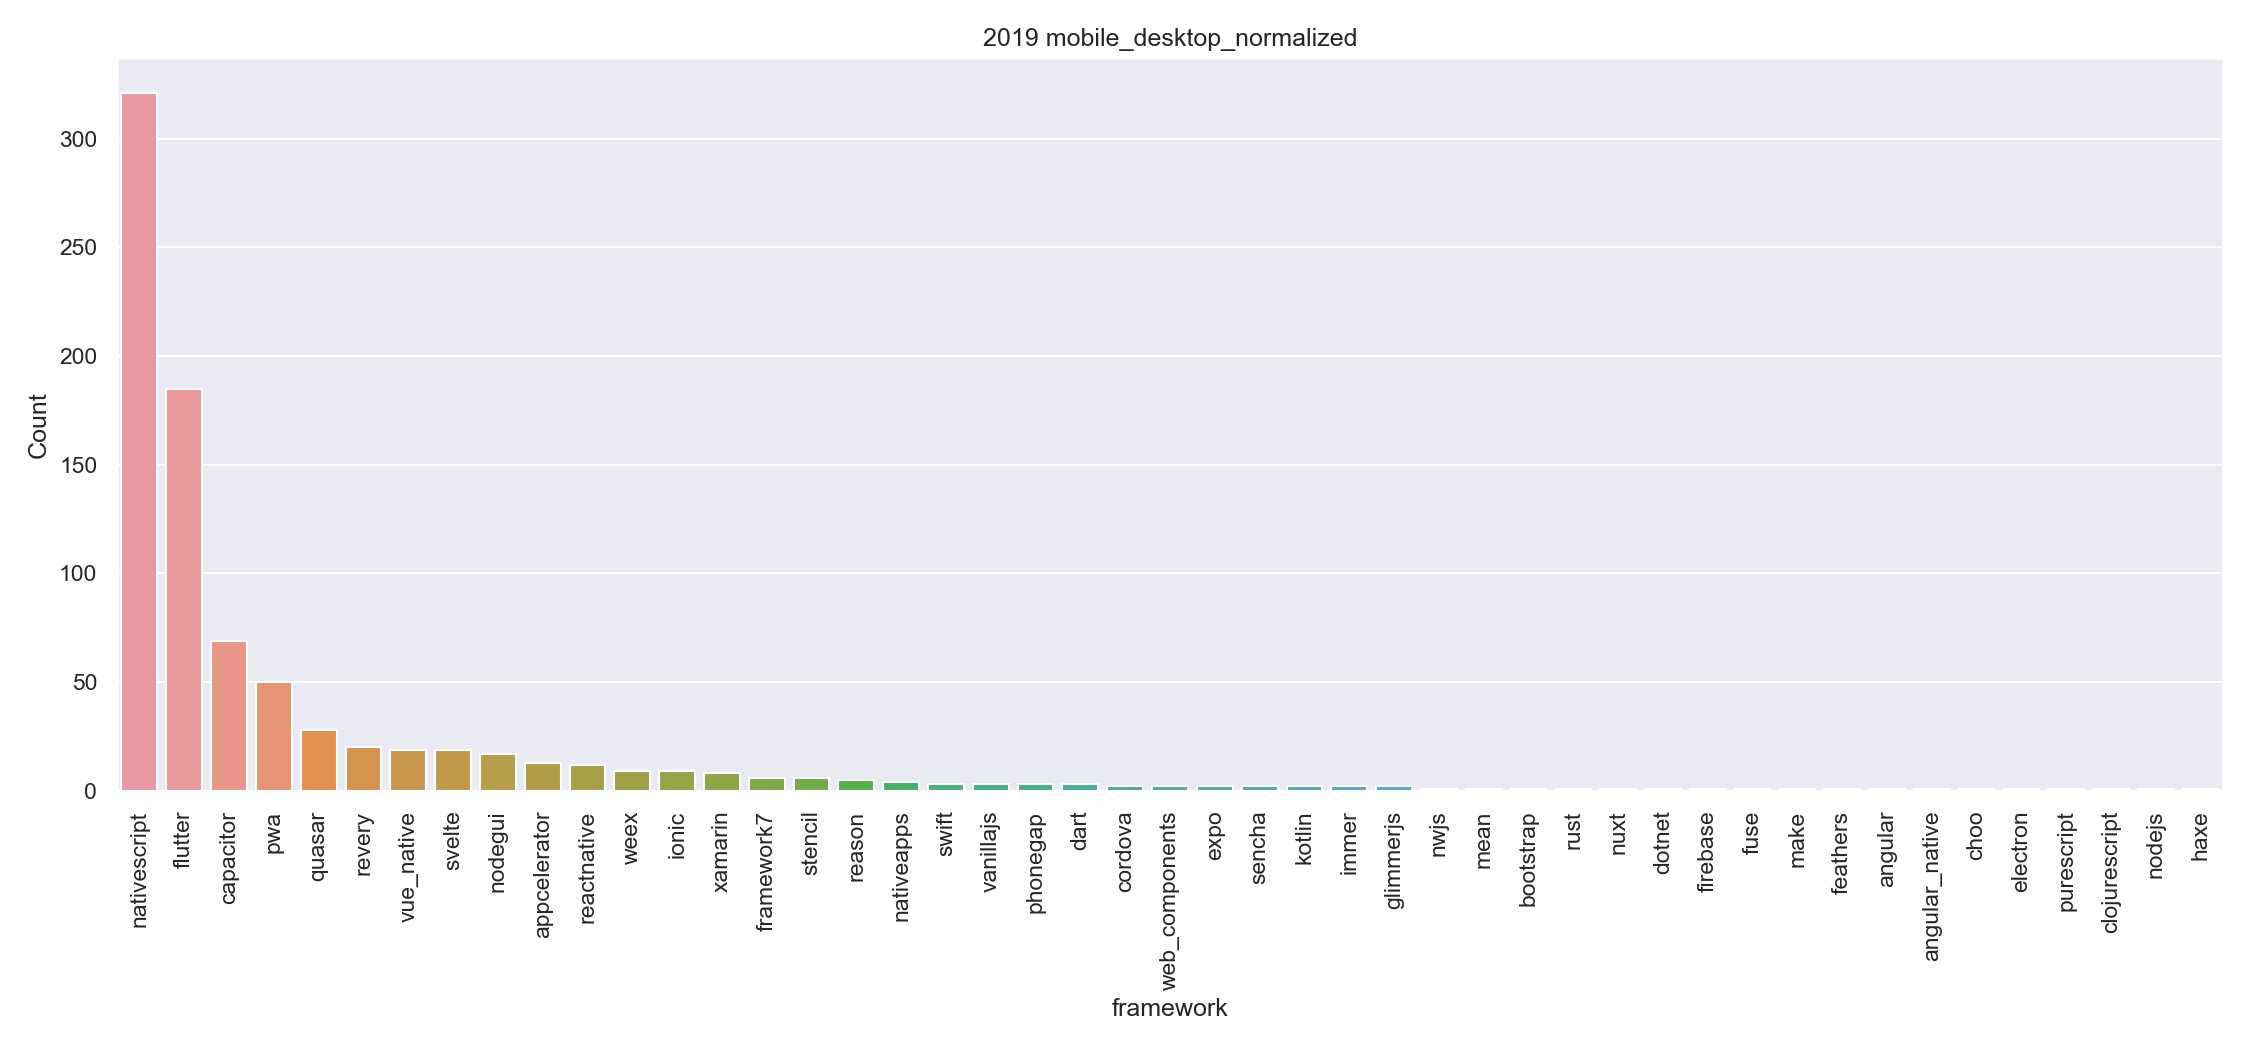 2019 mobile_desktop_normalized
300
250
200
150
100
50
0
Count
nativescript
flutter
capacitor
pwa
quasar
revery
vue_native
svelte
nodegui
appcelerator
reactnative
weex
ionic
xamarin
framework7
stencil
reason
nativeapps
swift
vanillajs
phonegap
dart
cordova
web_components
expo
sencha
kotlin
immer
glimmerjs
nwjs
mean
bootstrap
rust
nuxt
dotnet
firebase
fuse
make
feathers
angular
angular_native
choo
electron
purescript
clojurescript
nodejs
haxe
framework